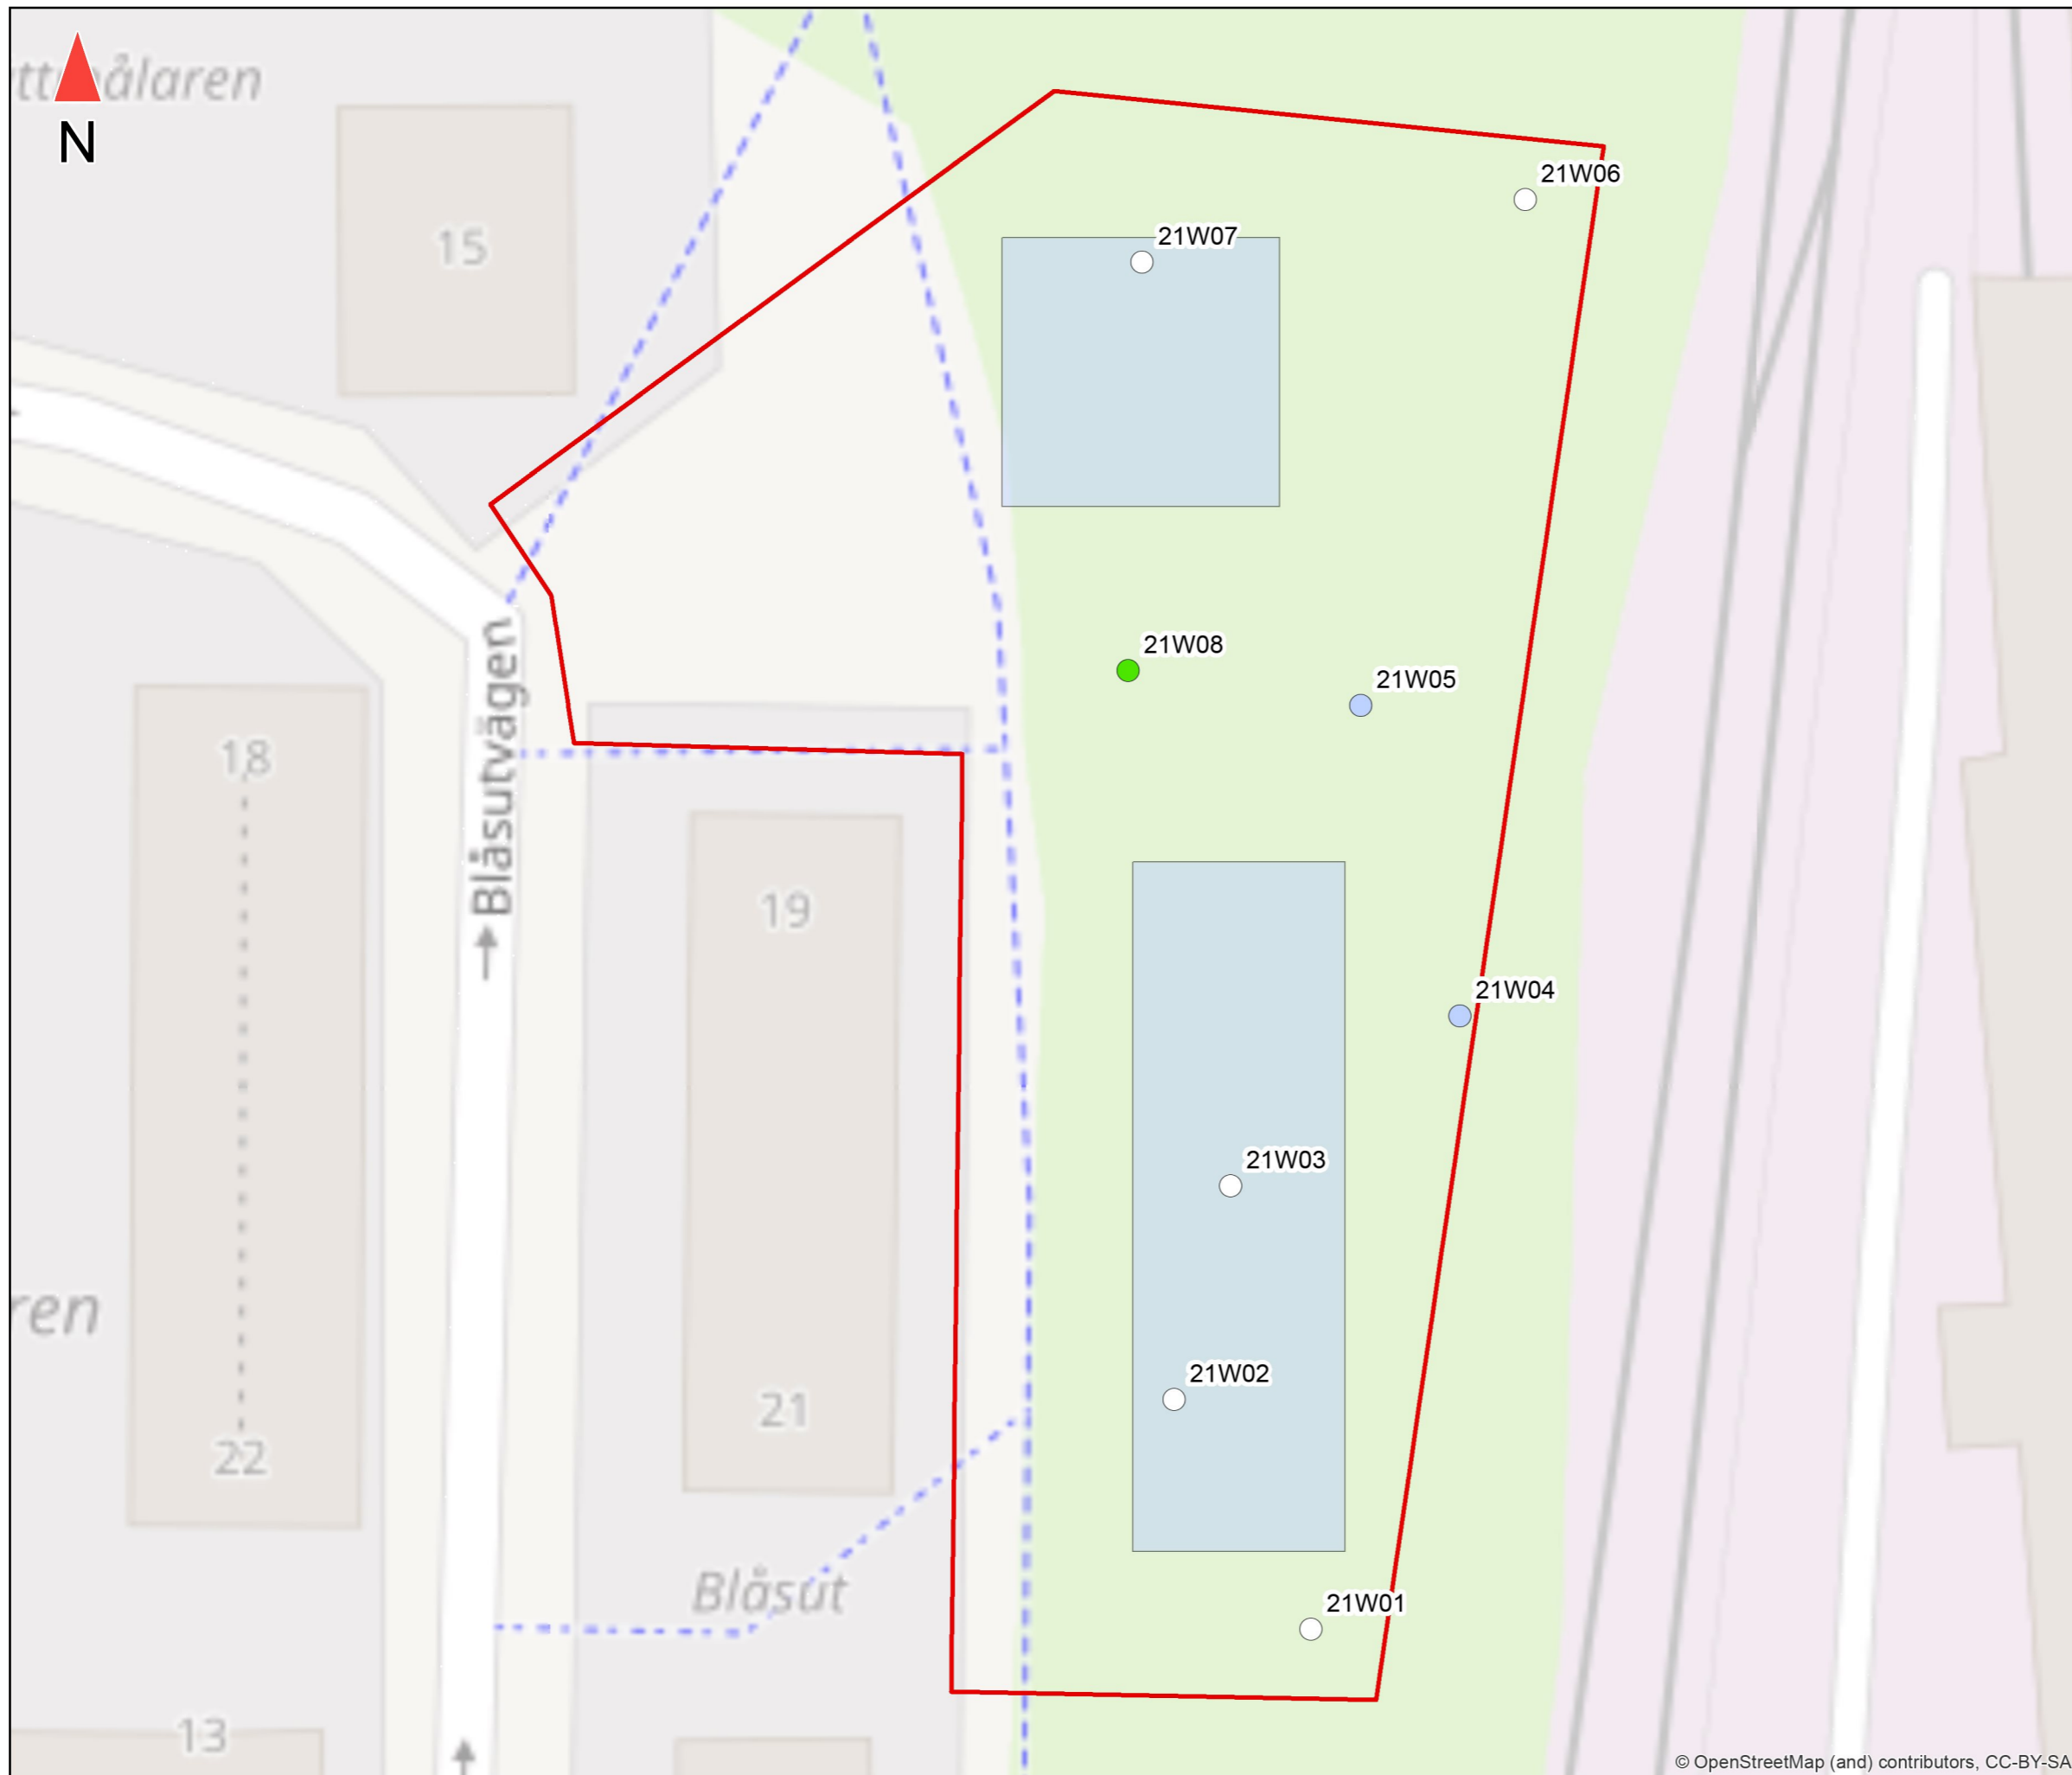 ttmålaren
N
15
21W06
21W07
21W08
21W05
18
Blåsutvägen
19
21W04
21W03
ren
21W02
21
22
Blåsut
21W01
13
© OpenStreetMap (and) contributors, CC-BY-SA